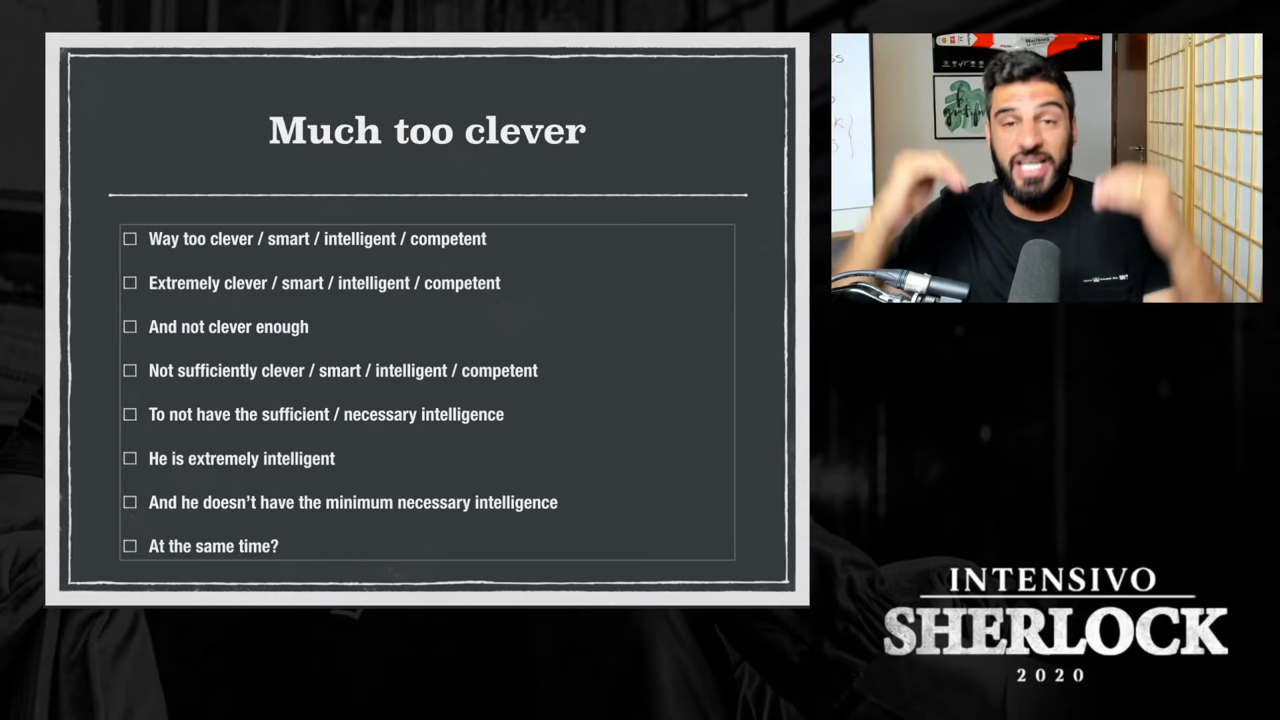 Much too clever
Way too clever / smart / intelligent / competent
Extremely clever / smart / intelligent / competent
And not clever enough
Not sufficiently clever / smart / intelligent / competent
To not have the sufficient / necessary intelligence
He is extremely intelligent
And he doesn’t have the minimum necessary intelligence
At the same time?
Marlboro
INTENSIVO
SHERLOCK
2020